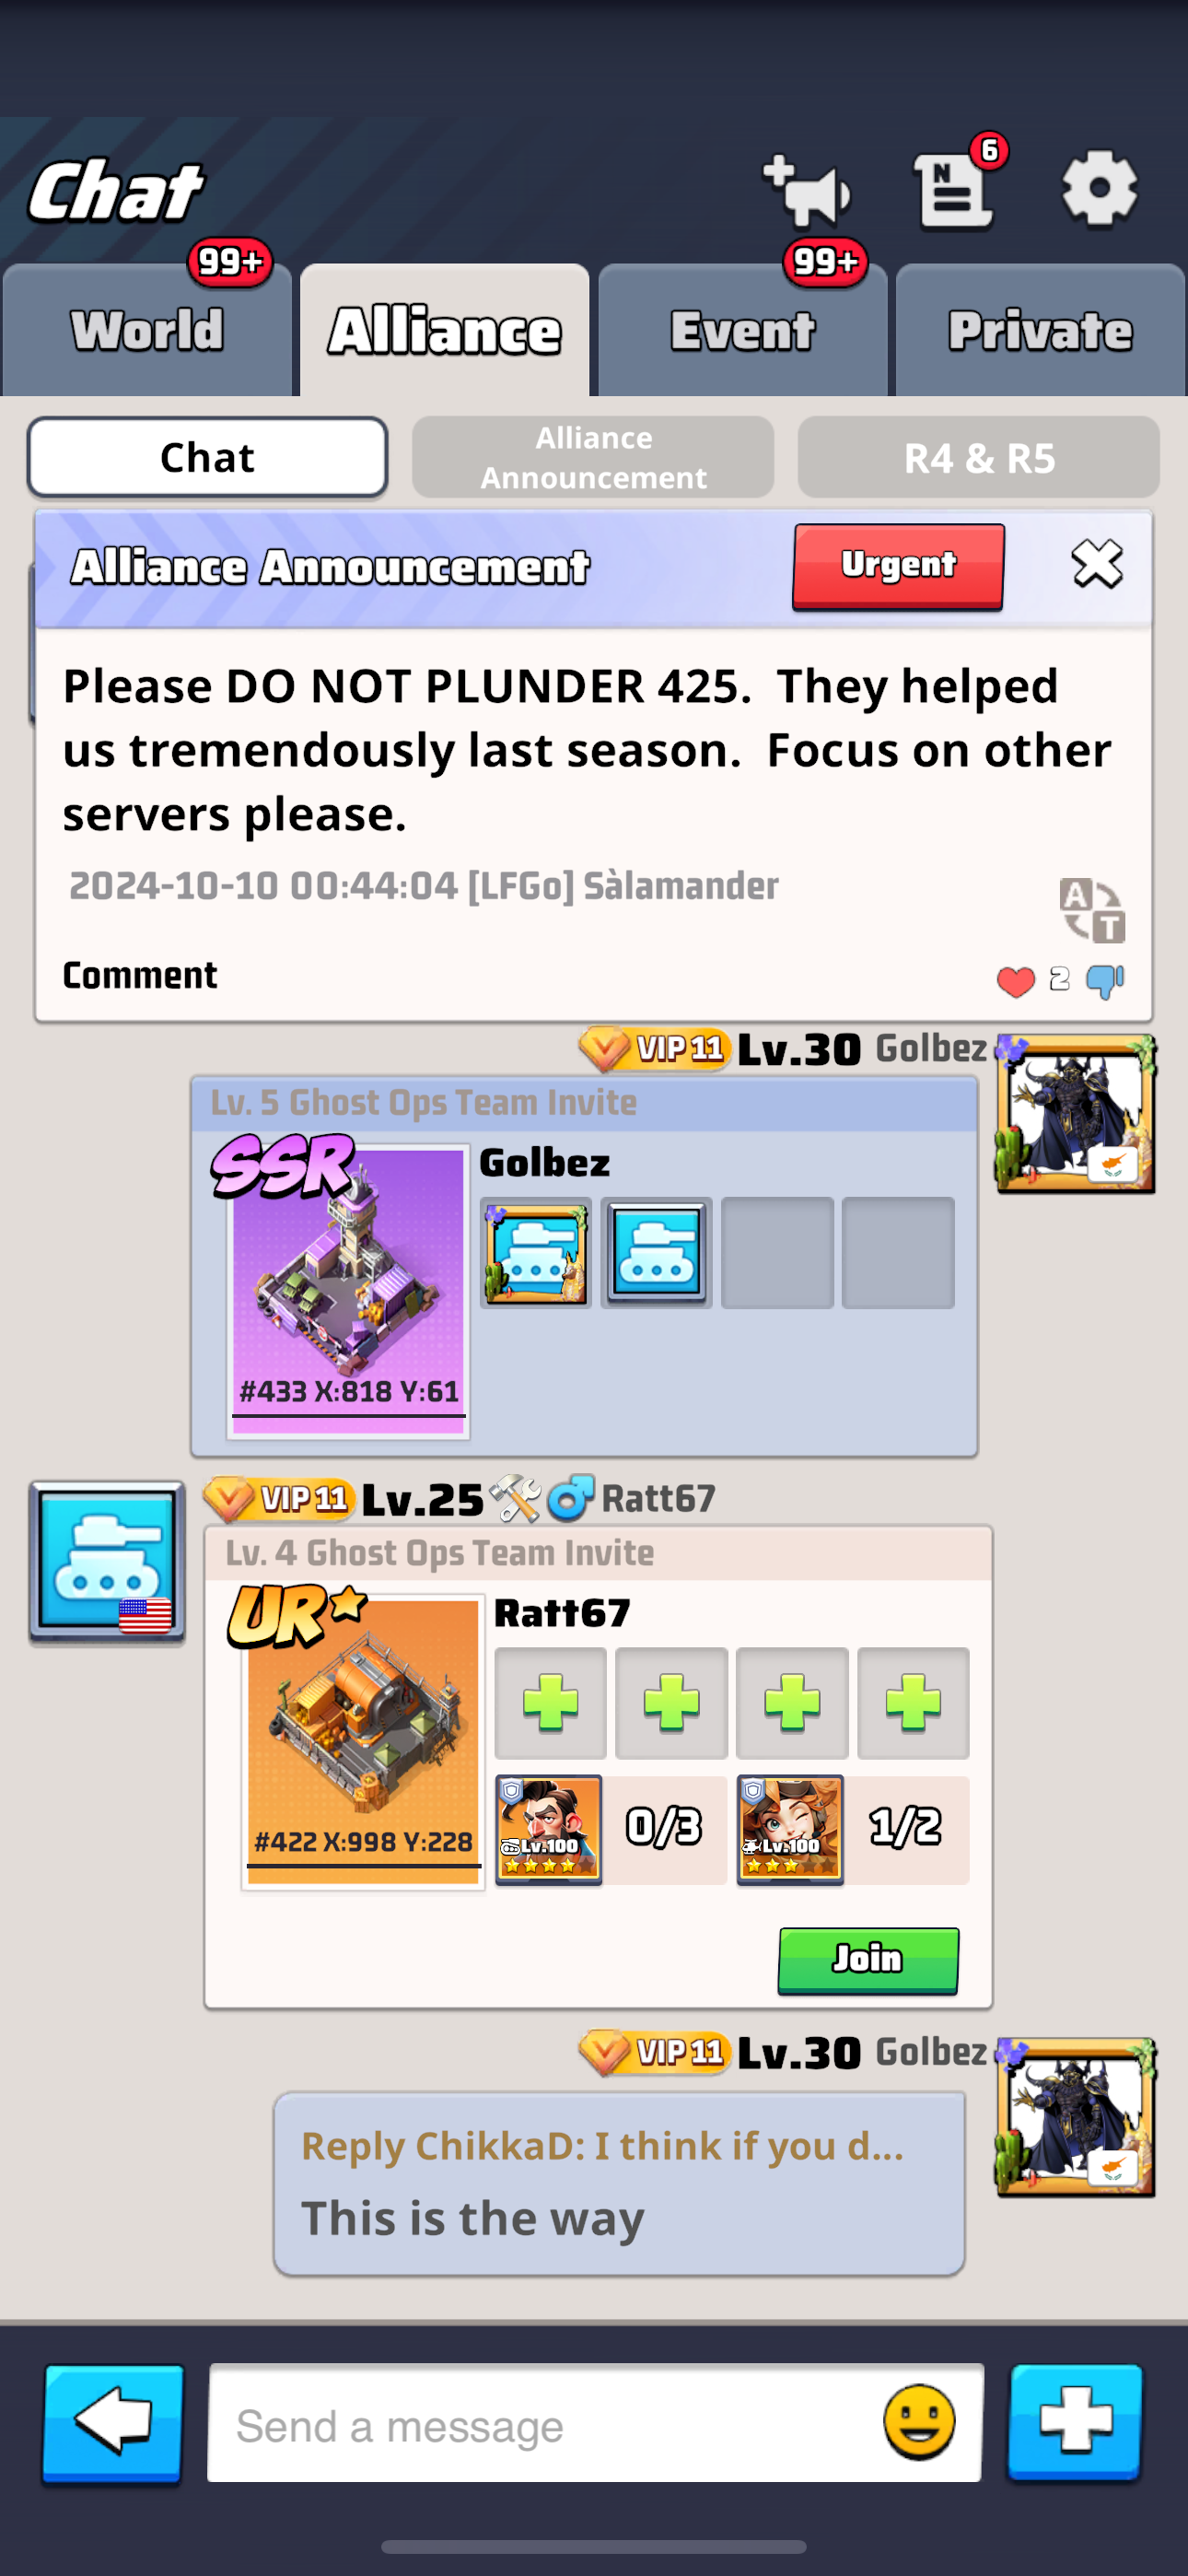 Chat
6
N
99+
99+
World
Alliance
Event
Private
Chat
Alliance
Announcement
R4 & R5
Alliance Announcement
Urgent
Please DO NOT PLUNDER 425.  They helped
us tremendously last season.  Focus on other
servers please.
2024-10-10 00:44:04 [LFGo] Sàlamander
A
T
Comment
2
VIP 11 Lv.30 Golbez
Lv. 5 Ghost Ops Team Invite
SSR
Golbez
#433 X:818 Y:61
VIP 11 Lv.25 Ratt67
Lv. 4 Ghost Ops Team Invite
UR
Ratt67
#422 X:998 Y:228
Lv.100
0/3
Lv.100
1/2
Join
VIP 11 Lv.30 Golbez
Reply ChikkaD: I think if you d...
This is the way
Send a message